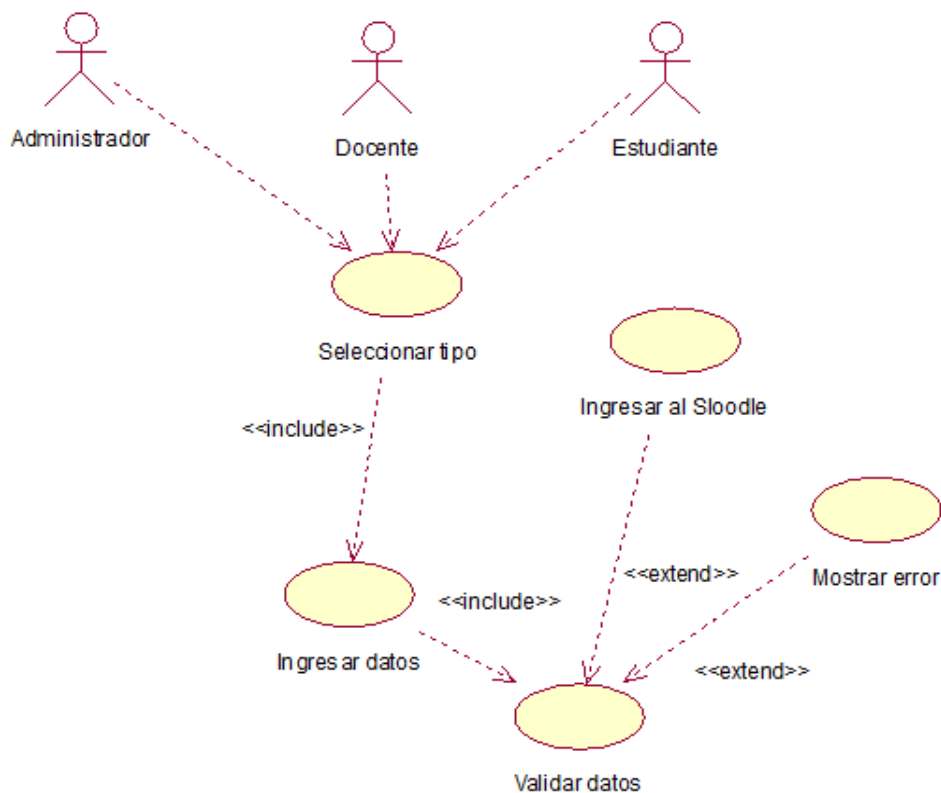 Administrador
Docente
Estudiante
Seleccionar tipo
Ingresar al Sloodle
<<include>>
Mostrar error
<<extend>>
<<include>>
Ingresar datos
<<extend>>
Validar datos